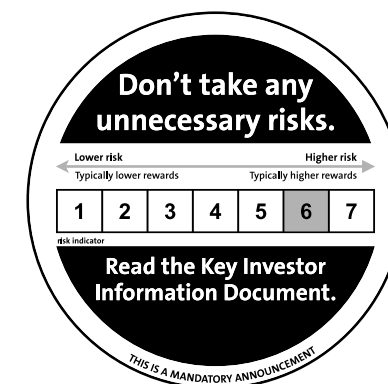 Don't take any
unnecessary risks.
Lower risk Higher risk
Typically lower rewards Typically higher rewards
1 2 3 4 5 6 7
risk indicator
Read the Key Investor
Information Document.
THIS IS A MANDATORY ANNOUNCEMENT